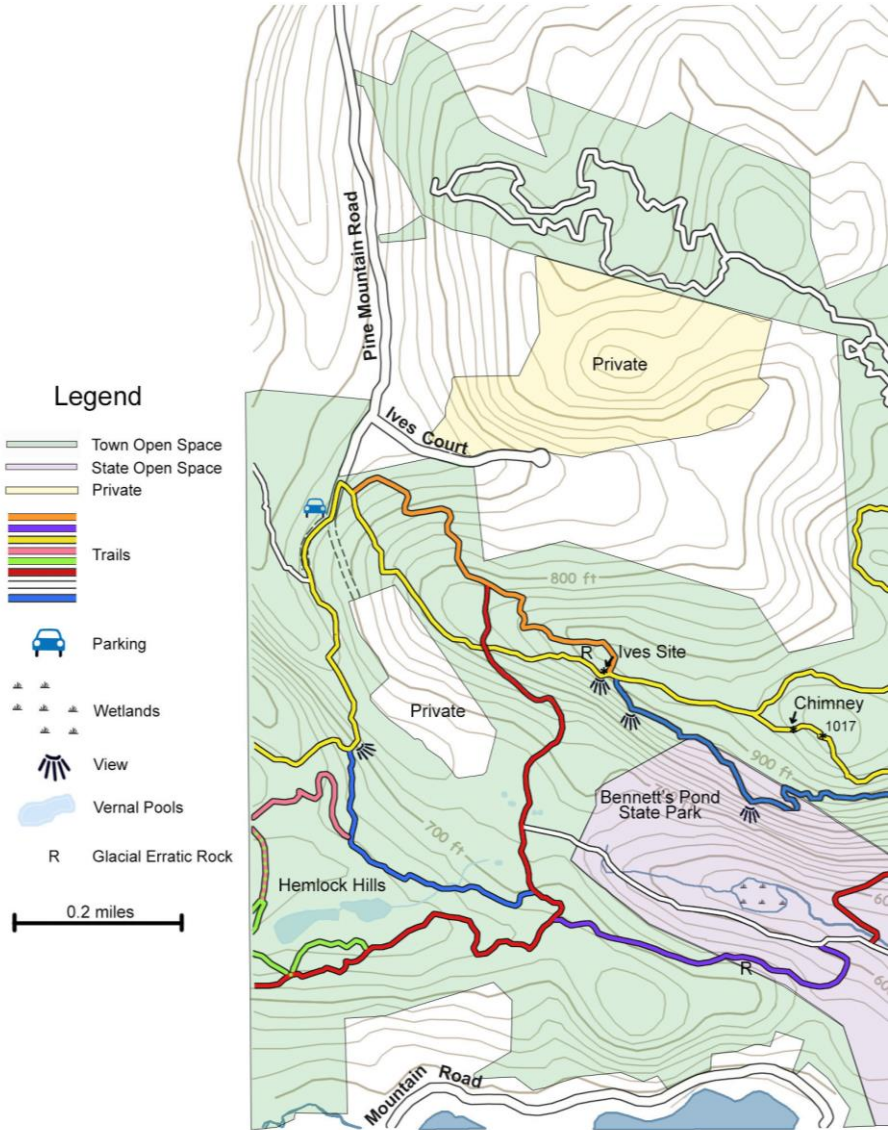 Legend
Town Open Space
State Open Space
Private
Trails
Parking
Wetlands
View
Vernal Pools
R Glacial Erratic Rock
0.2 miles
Pine Mountain Road
Ives Court
Private
800 ft
R
Ives Site
Chimney
1017
Private
900 ft
Bennett's Pond
State Park
700 ft
Hemlock Hills
R
Mountain Road